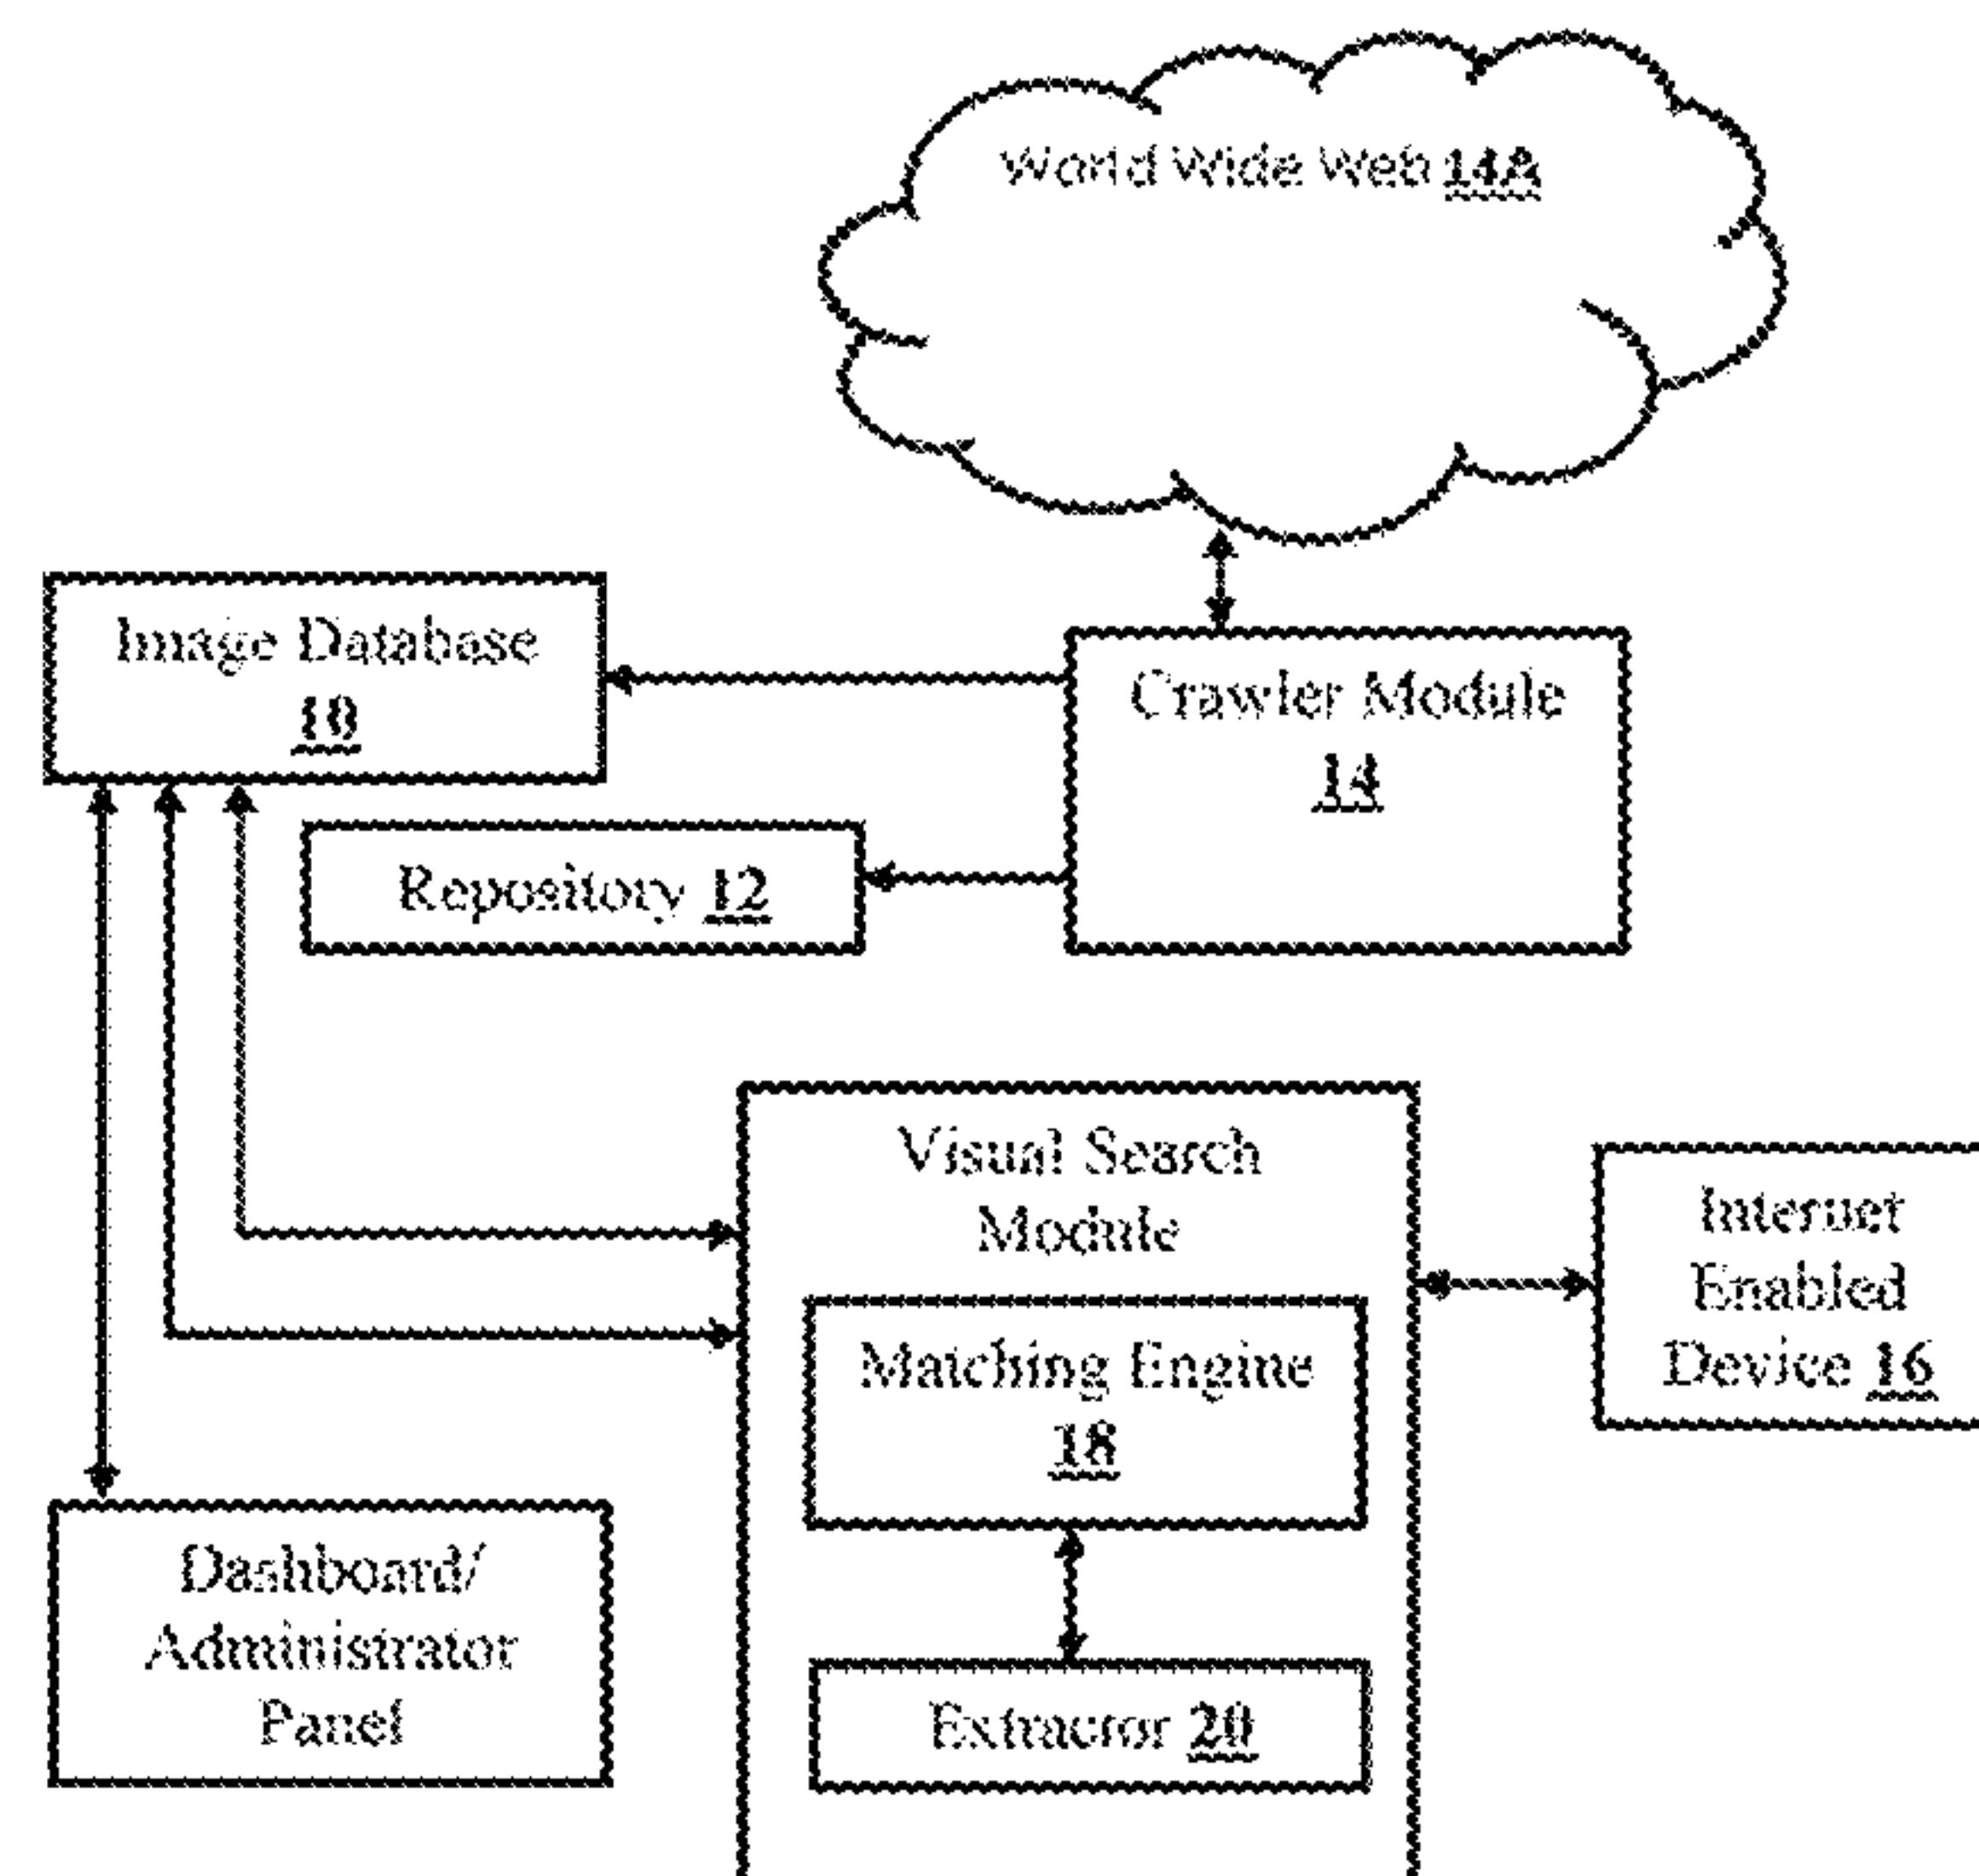 World Wide Web 14A
Image Database
10
Crawler Module
14
Repository 12
Visual Search
Module
Internet
Enabled
Device 16
Matching Engine
18
Dashboard/
Administrator
Panel
Extractor 20